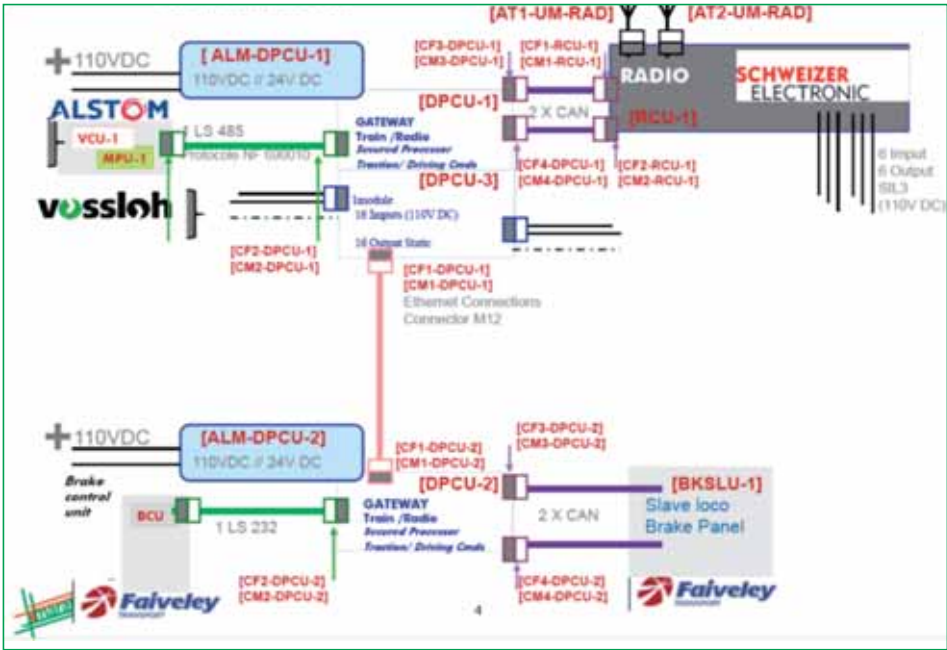 [AT1-UM-RAD] [AT2-UM-RAD]
110VDC
[ ALM-DPCU-1]
110VDC // 24V DC
[CF3-DPCU-1]
[CM3-DPCU-1]
[CF1-RCU-1]
[CM1-RCU-1]
RADIO
SCHWEIZER
ELECTRONIC
ALSTOM
VCU-1
MPU-1
1 LS 485
Protocole NF
[DPCU-1]
GATEWAY
Train /Radio
Secured Processor
Traction/ Driving Cmds
2 X CAN
[RCU-1]
[CF4-DPCU-1]
[CM4-DPCU-1]
[CF2-RCU-1]
[CM2-RCU-1]
6 Input
6 Output
SIL3
(110V DC)
[DPCU-3]
vossloh
Imodule
18 Inputs (110V DC)
16 Output Static
[CF2-DPCU-1]
[CM2-DPCU-1]
[CF1-DPCU-1]
[CM1-DPCU-1]
Ethernet Connections
Connector M12
110VDC
[ALM-DPCU-2]
110VDC // 24V DC
[CF1-DPCU-2]
[CM1-DPCU-2]
[CF3-DPCU-2]
[CM3-DPCU-2]
Brake
control
unit
BCU
1 LS 232
[DPCU-2]
GATEWAY
Train /Radio
Secured Processor
Traction/ Driving Cmds
2 X CAN
[BKSLU-1]
Slave loco
Brake Panel
[CF2-DPCU-2]
[CM2-DPCU-2]
[CF4-DPCU-2]
[CM4-DPCU-2]
Faiveley
TRANSPORT
4
Faiveley
TRANSPORT